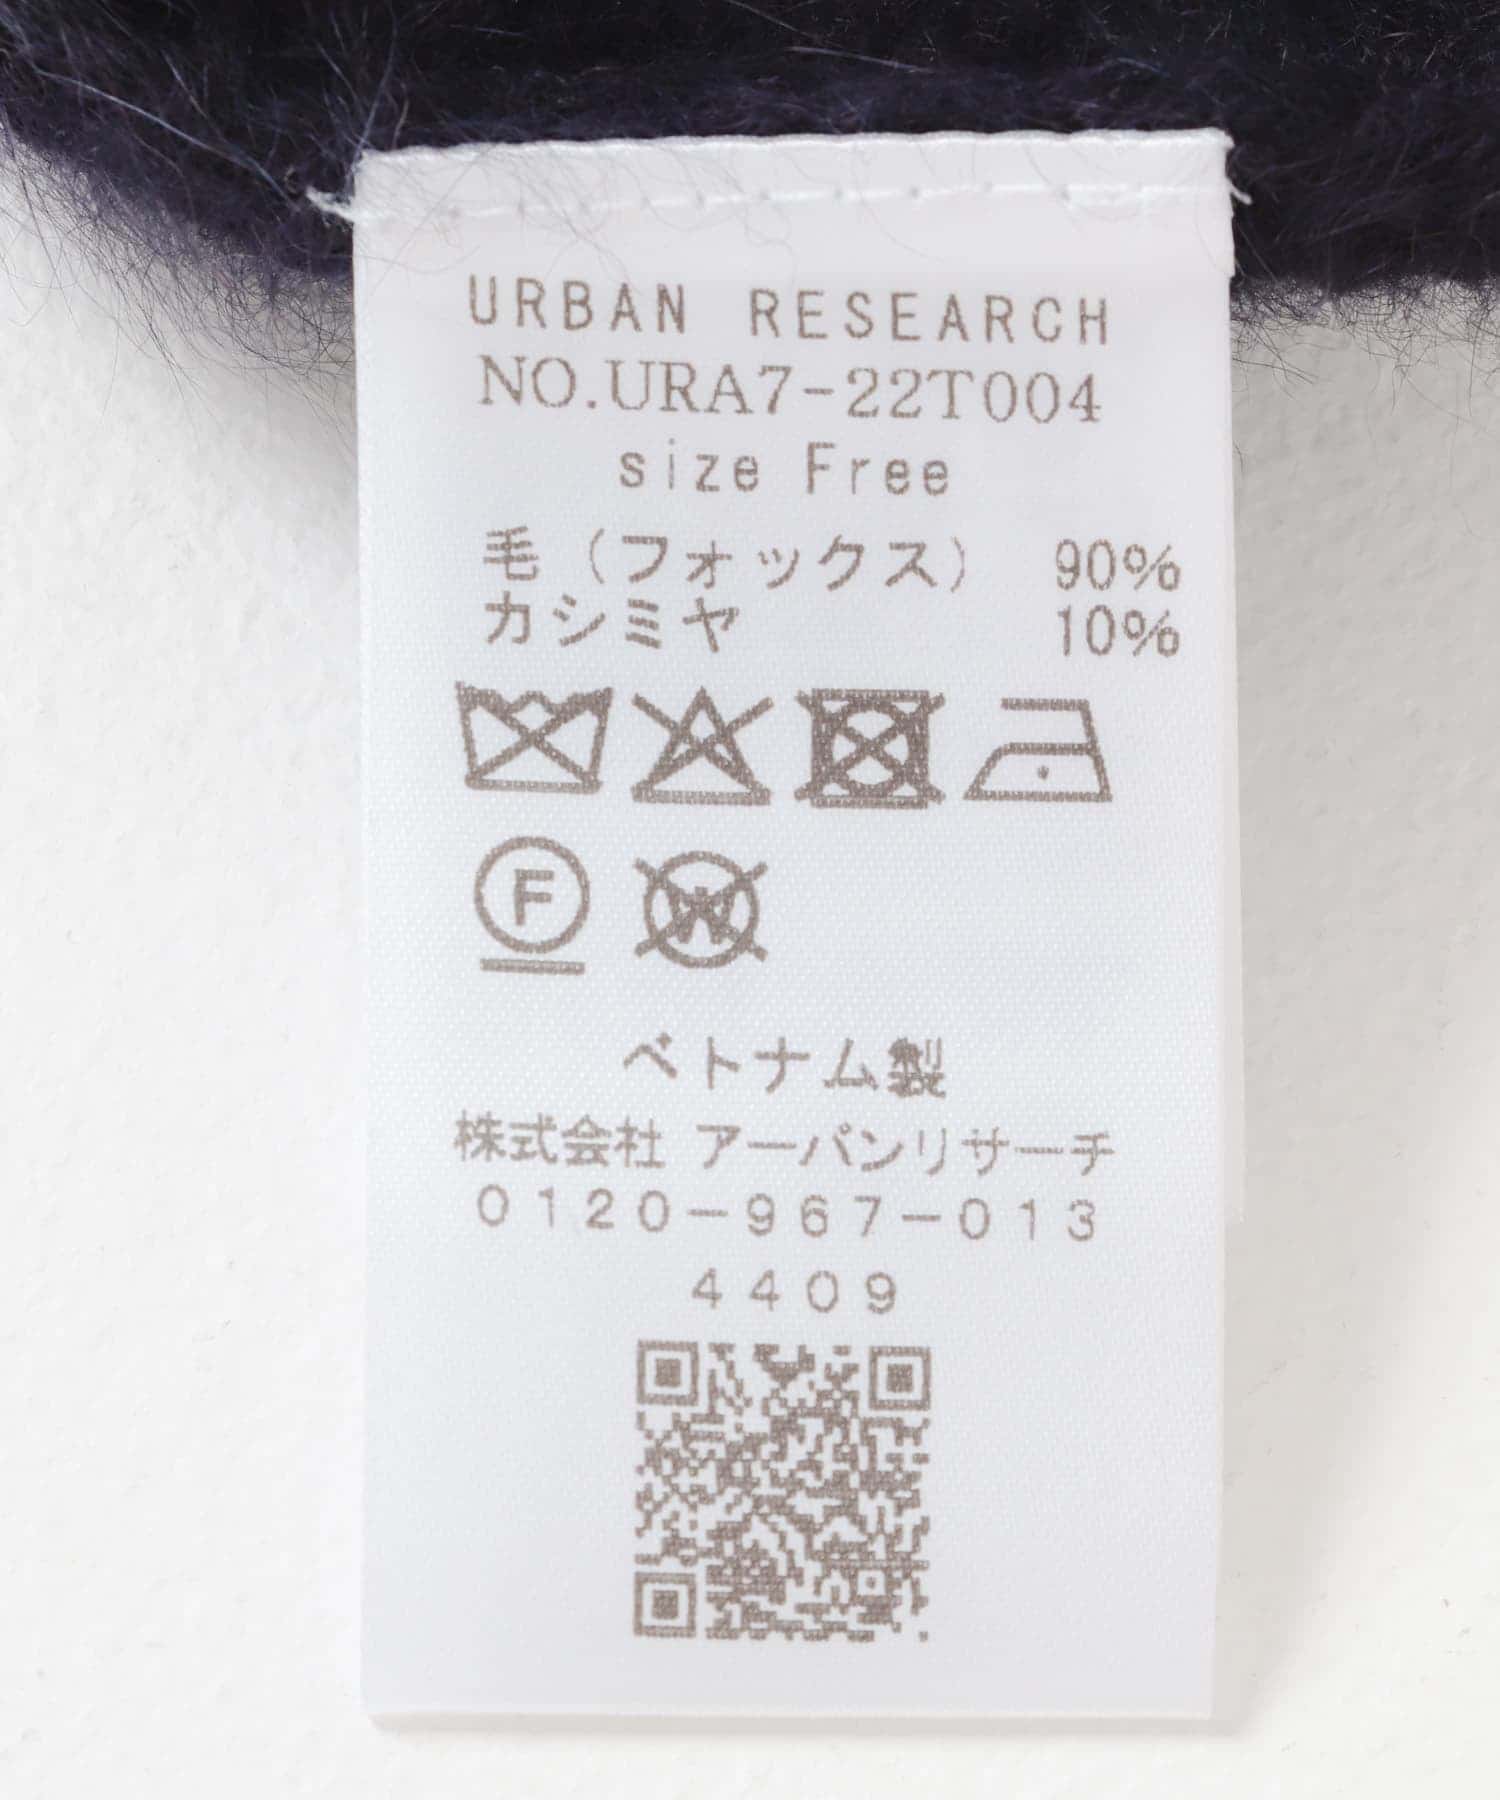 URBAN RESEARCH
NO.URA7-22T004
size Free
毛（フォックス） 90%
カシミヤ 10%
F
W
ベトナム製
株式会社 アーバンリサーチ
0120-967-013
4409